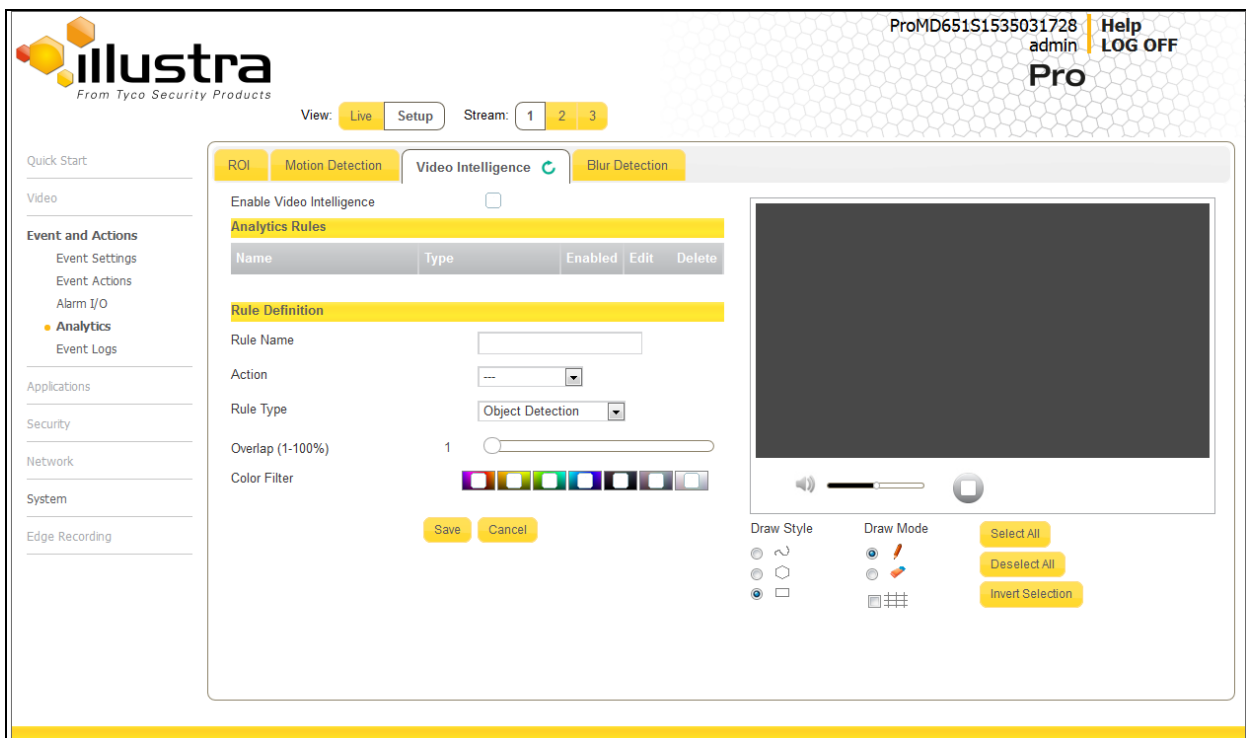 ProMD651S1535031728 Help
admin LOG OFF
Pro
illustra
From Tyco Security Products
View: Live Setup Stream: 1 2 3
Quick Start
Video
Event and Actions
Event Settings
Event Actions
Alarm I/O
Analytics
Event Logs
Applications
Security
Network
System
Edge Recording
ROI Motion Detection Video Intelligence Blur Detection
Enable Video Intelligence
Analytics Rules
Name Type Enabled Edit Delete
Rule Definition
Rule Name
Action ---
Rule Type Object Detection
Overlap (1-100%) 1
Color Filter
Save Cancel
Draw Style Draw Mode
Select All
Deselect All
Invert Selection